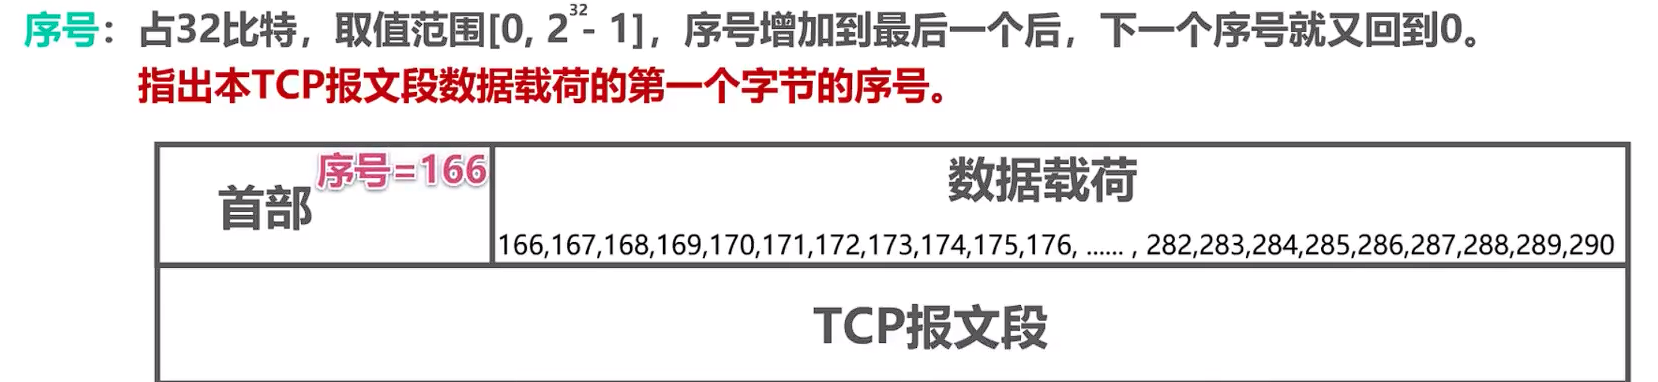 序号：占32比特，取值范围[0, 2³² - 1]，序号增加到最后一个后，下一个序号就又回到0。
指出本TCP报文段数据载荷的第一个字节的序号。
首部
序号=166
数据载荷
166,167,168,169,170,171,172,173,174,175,176, …… , 282,283,284,285,286,287,288,289,290
TCP报文段